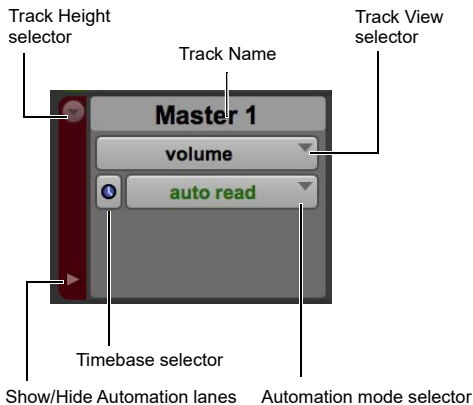 Track Height
selector
Track View
selector
Track Name
Master 1
volume
auto read
Timebase selector
Show/Hide Automation lanes
Automation mode selector